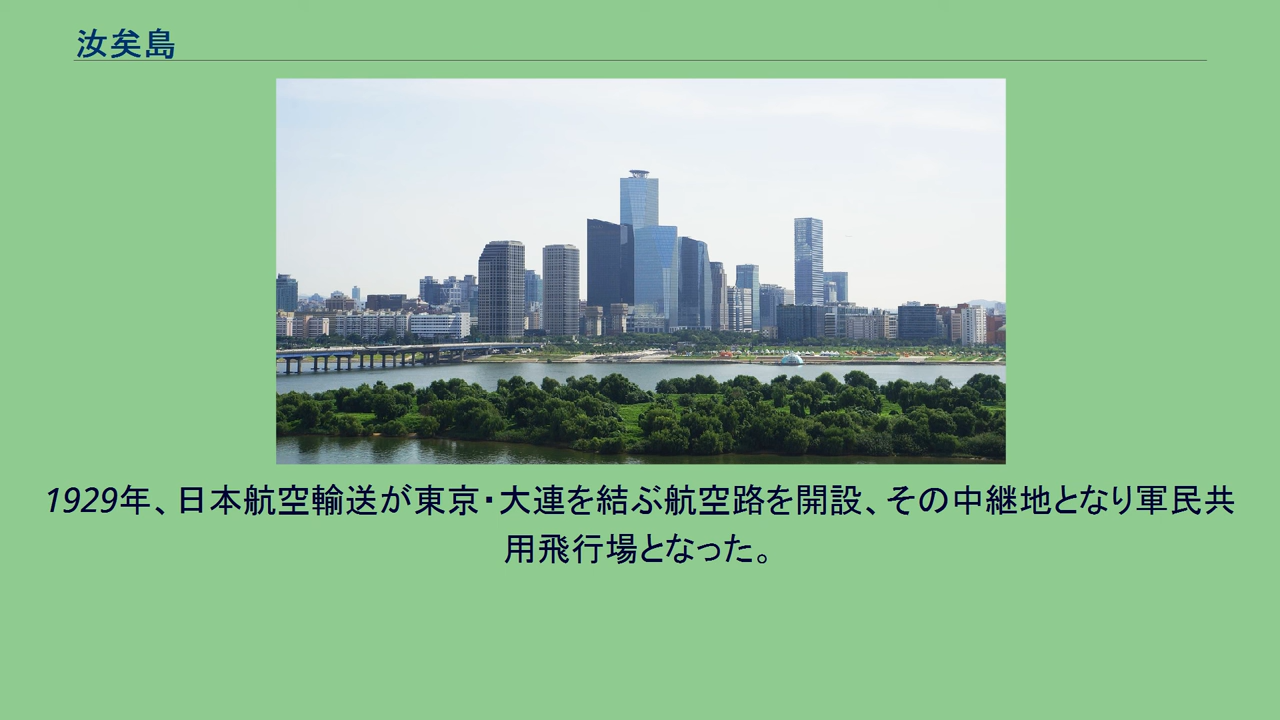 汝矣島
1929年、日本航空輸送が東京・大連を結ぶ航空路を開設、その中継地となり軍民共
用飛行場となった。